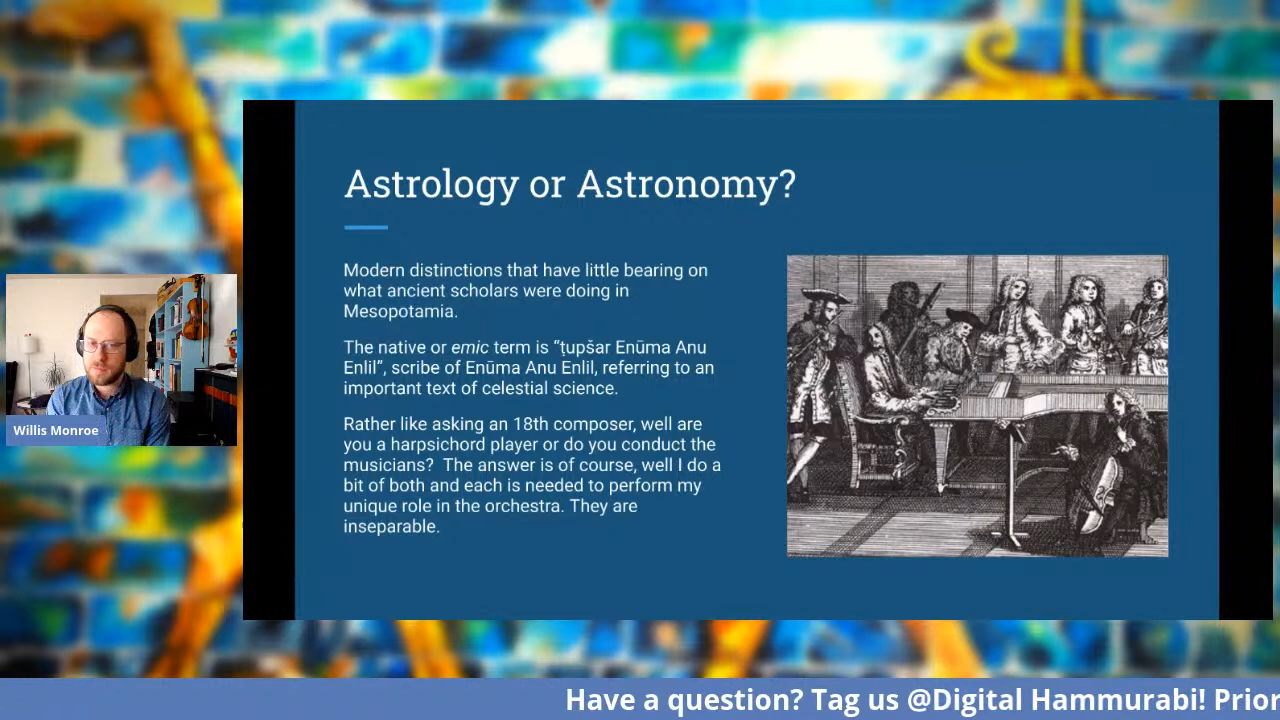 Astrology or Astronomy?
Modern distinctions that have little bearing on
what ancient scholars were doing in
Mesopotamia.
The native or emic term is “ṭupšar Enūma Anu
Enlil”, scribe of Enūma Anu Enlil, referring to an
important text of celestial science.
Rather like asking an 18th composer, well are
you a harpsichord player or do you conduct the
musicians?  The answer is of course, well I do a
bit of both and each is needed to perform my
unique role in the orchestra. They are
inseparable.
Willis Monroe
Have a question? Tag us @Digital Hammurabi! Prior